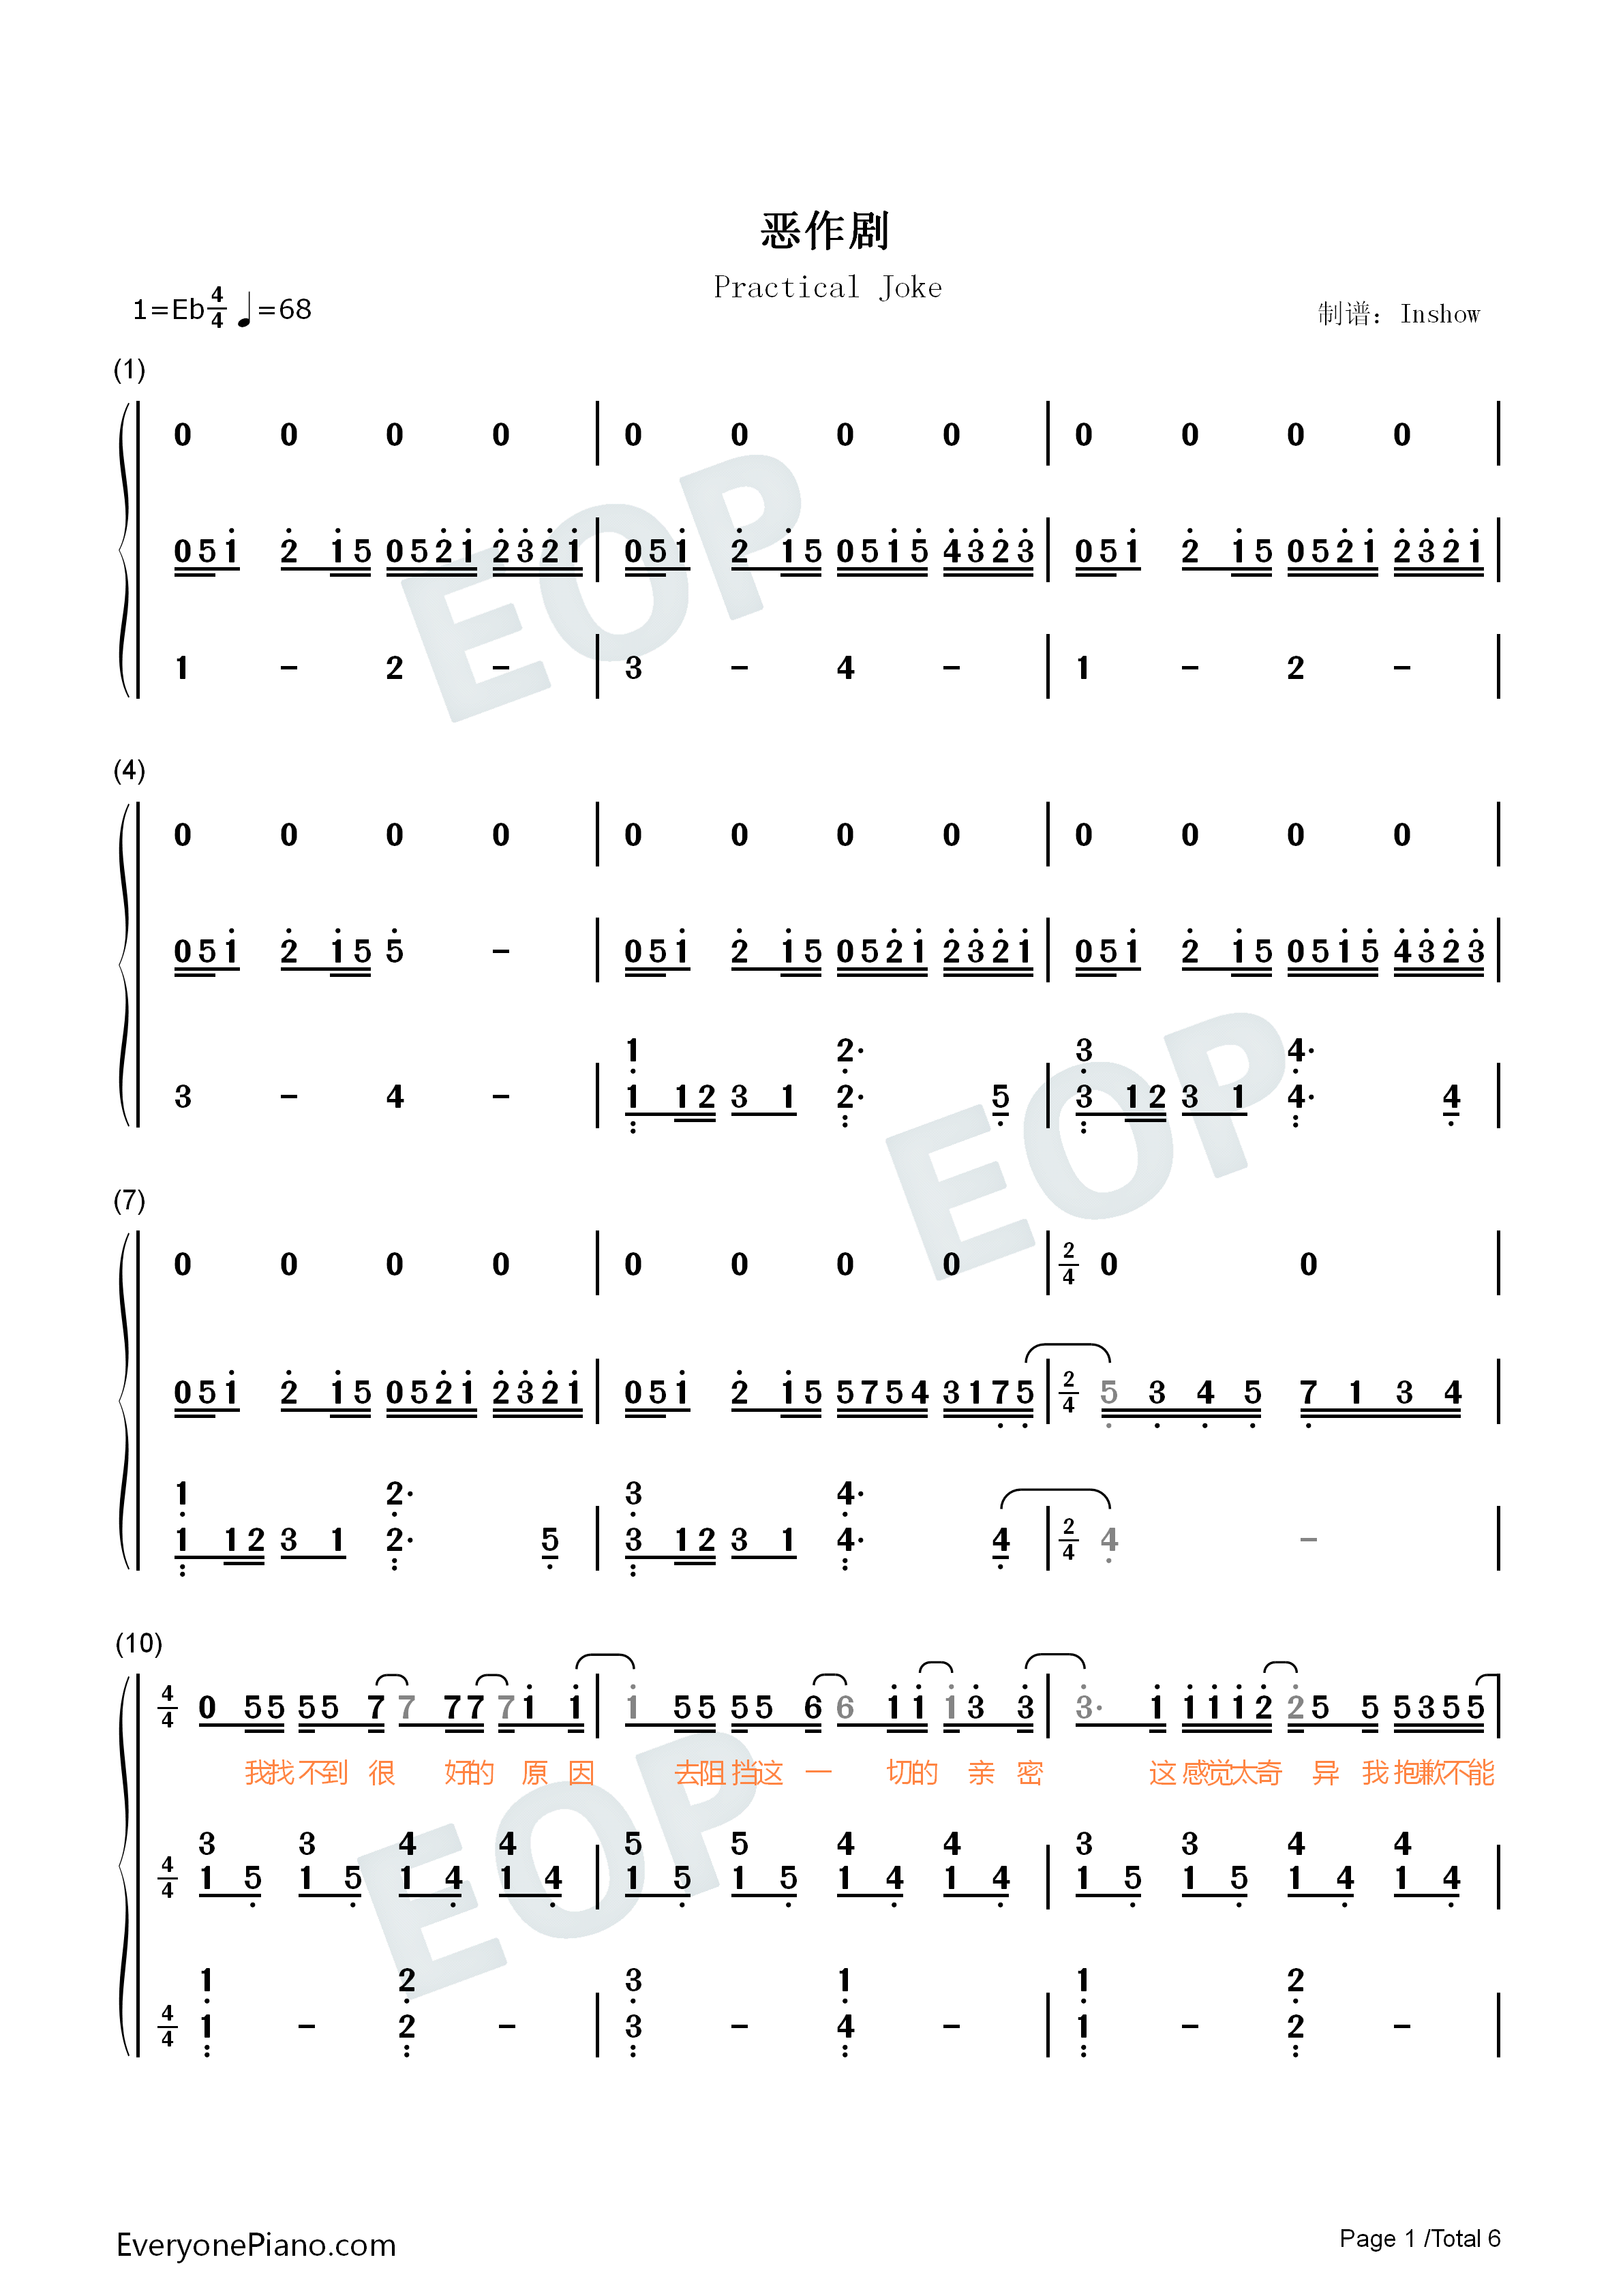 恶作剧
Practical Joke
1=Eb 4/4 ♩=68
制谱：Inshow
(1)
0 0 0 0 | 0 0 0 0 | 0 0 0 0 |
0 5 1̇ 2̇ 1̇ 5 0 5 2̇ 1̇ 2̇ 3̇ 2̇ 1̇ | 0 5 1̇ 2̇ 1̇ 5 0 5 1̇ 5̇ 4̇ 3̇ 2̇ 3̇ | 0 5 1̇ 2̇ 1̇ 5 0 5 2̇ 1̇ 2̇ 3̇ 2̇ 1̇ |
1 - 2 - | 3 - 4 - | 1 - 2 - |
(4)
0 0 0 0 | 0 0 0 0 | 0 0 0 0 |
0 5 1̇ 2̇ 1̇ 5 5̇ - | 0 5 1̇ 2̇ 1̇ 5 0 5 2̇ 1̇ 2̇ 3̇ 2̇ 1̇ | 0 5 1̇ 2̇ 1̇ 5 0 5 1̇ 5̇ 4̇ 3̇ 2̇ 3̇ |
1 2· 3 4·
3 - 4 - | 1 1 2 3 1 2· 5 | 3 1 2 3 1 4· 4 |
(7)
0 0 0 0 | 0 0 0 0 | 2/4 0 0 |
0 5 1̇ 2̇ 1̇ 5 0 5 2̇ 1̇ 2̇ 3̇ 2̇ 1̇ | 0 5 1̇ 2̇ 1̇ 5 5 7 5 4 3 1 7̣ 5̣ | 2/4 5̣ 3̣ 4̣ 5̣ 7̣ 1 3 4 |
1 2· 3 4·
1 1 2 3 1 2· 5 | 3 1 2 3 1 4· 4 | 2/4 4 - |
(10)
4/4 0 5 5 5 5 7 7 7 7 7 1̇ 1̇ | 1̇ 5 5 5 5 6 6 1̇ 1̇ 1̇ 3̇ 3̇ | 3̇· 1̇ 1̇ 1̇ 1̇ 2̇ 2̇ 5 5 5 3 5 5 |
我找不到 很 好的 原 因 去阻挡这 一 切的 亲 密 这 感觉太奇 异 我 抱歉不能
3 3 4 4 5 5 4 4 3 3 4 4
4/4 1 5̣ 1 5̣ 1 4̣ 1 4̣ | 1 5̣ 1 5̣ 1 4̣ 1 4̣ | 1 5̣ 1 5̣ 1 4̣ 1 4̣ |
1 2 3 1 1 2
4/4 1 - 2 - | 3 - 4 - | 1 - 2 - |
EOP
EOP
EOP
EveryonePiano.com
Page 1 /Total 6